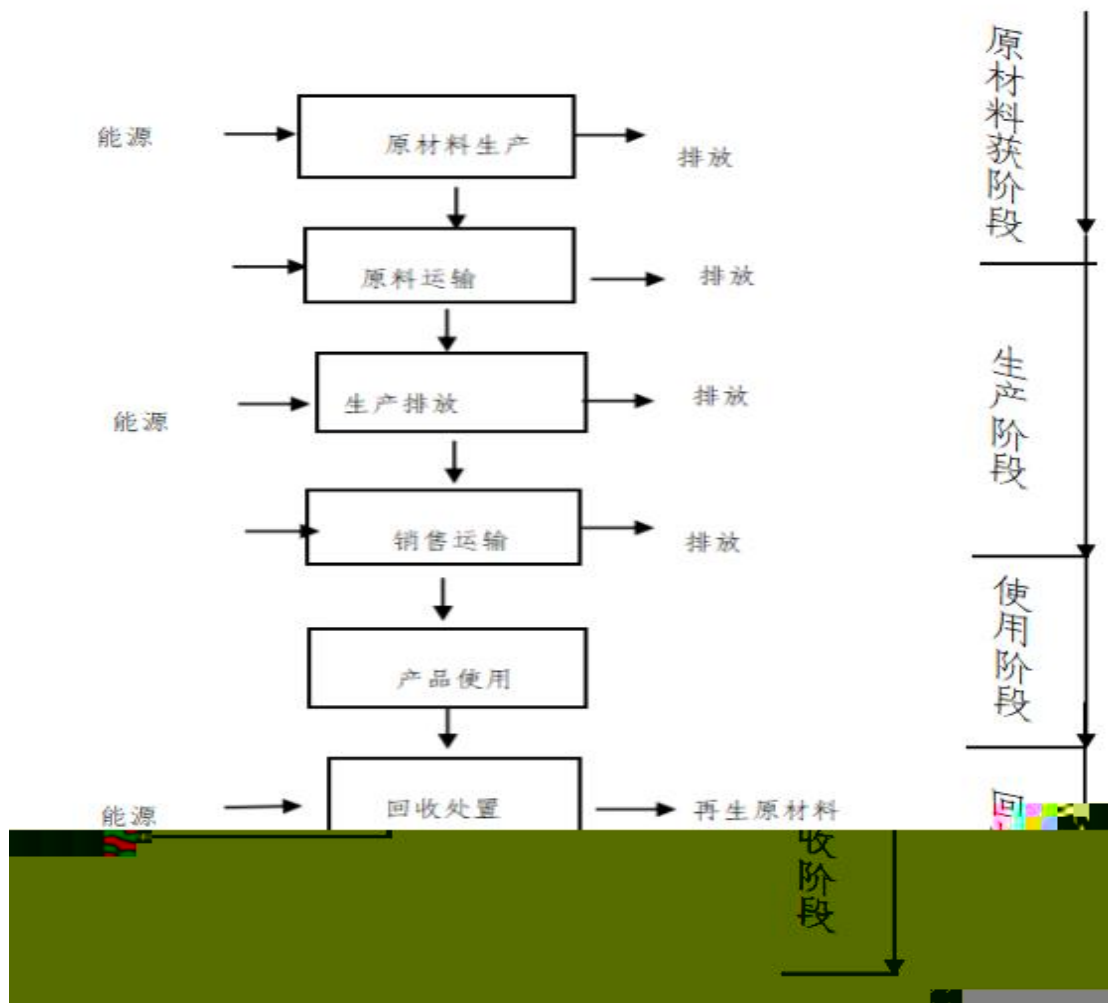 能源
原材料生产
排放
原料运输
排放
能源
生产排放
排放
销售运输
排放
产品使用
能源
回收处置
再生原材料
原材料获阶段
生产阶段
使用阶段
回
收阶段